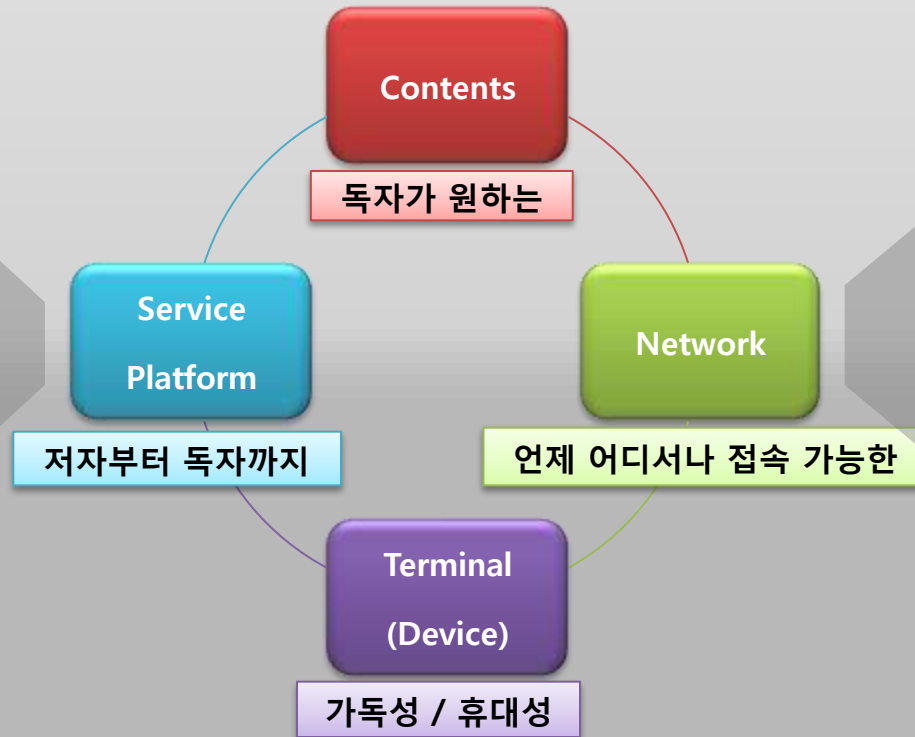 Contents
독자가 원하는
Service
Platform
저자부터 독자까지
Network
언제 어디서나 접속 가능한
Terminal
(Device)
가독성 / 휴대성